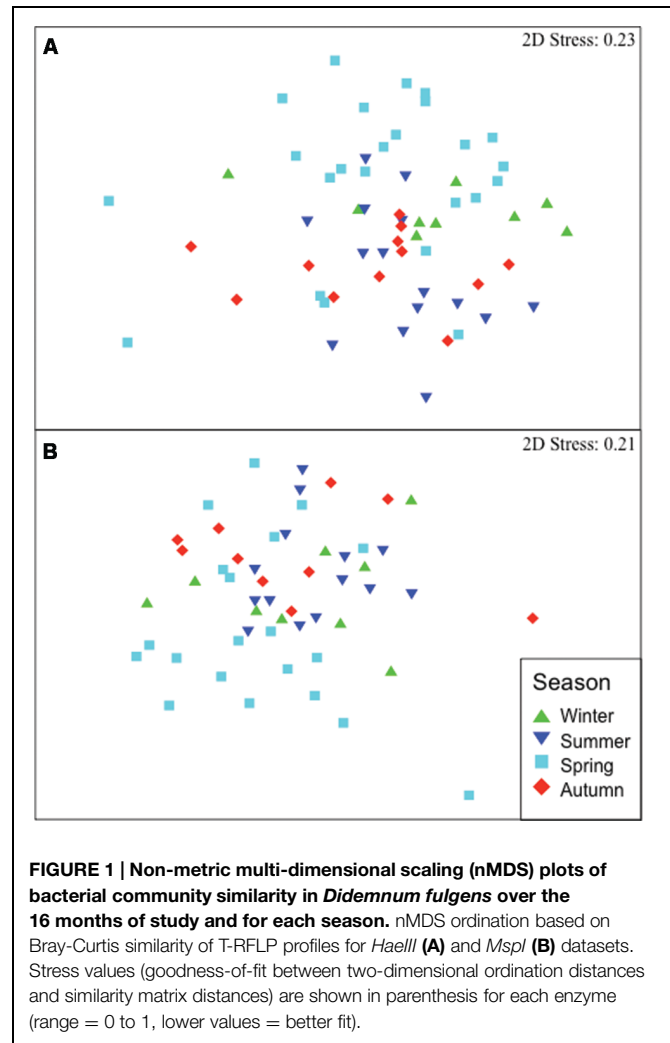 A
2D Stress: 0.23
B
2D Stress: 0.21
Season
Winter
Summer
Spring
Autumn
FIGURE 1 | Non-metric multi-dimensional scaling (nMDS) plots of
bacterial community similarity in Didemnum fulgens over the
16 months of study and for each season. nMDS ordination based on
Bray-Curtis similarity of T-RFLP profiles for HaeIII (A) and MspI (B) datasets.
Stress values (goodness-of-fit between two-dimensional ordination distances
and similarity matrix distances) are shown in parenthesis for each enzyme
(range = 0 to 1, lower values = better fit).